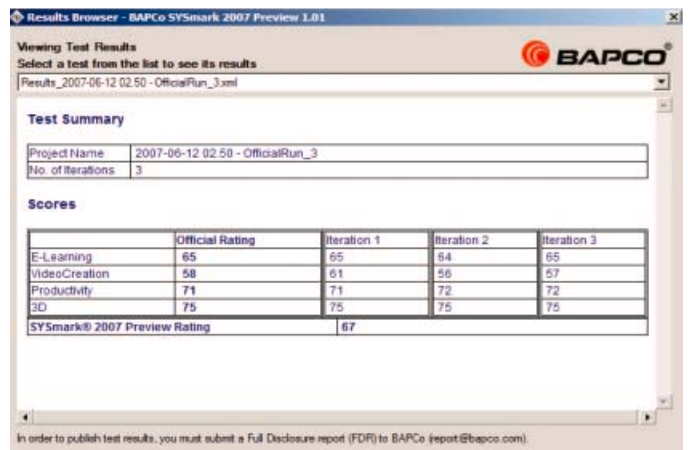 Results Browser - BAPCo SYSmark 2007 Preview 1.01
Viewing Test Results
Select a test from the list to see its results
BAPCO®
Results_2007-06-12 02.50 - OfficialRun_3.xml
Test Summary
Project Name 2007-06-12 02.50 - OfficialRun_3
No. of Iterations 3
Scores
Official Rating Iteration 1 Iteration 2 Iteration 3
E-Learning 65 65 64 65
VideoCreation 58 61 56 57
Productivity 71 71 72 72
3D 75 75 75 75
SYSmark® 2007 Preview Rating 67
In order to publish test results, you must submit a Full Disclosure report (FDR) to BAPCo (report@bapco.com).